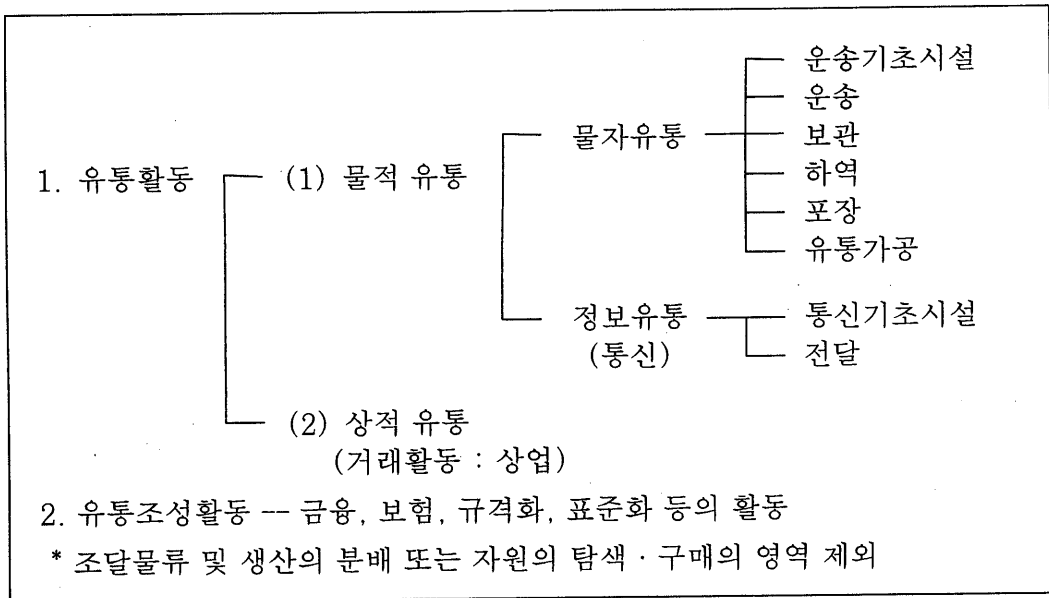 운송기초시설
운송
물자유통 보관
1. 유통활동 (1) 물적 유통 하역
포장
유통가공
정보유통 통신기초시설
(통신) 전달
(2) 상적 유통
(거래활동 : 상업)
2. 유통조성활동 -- 금융, 보험, 규격화, 표준화 등의 활동
* 조달물류 및 생산의 분배 또는 자원의 탐색 · 구매의 영역 제외